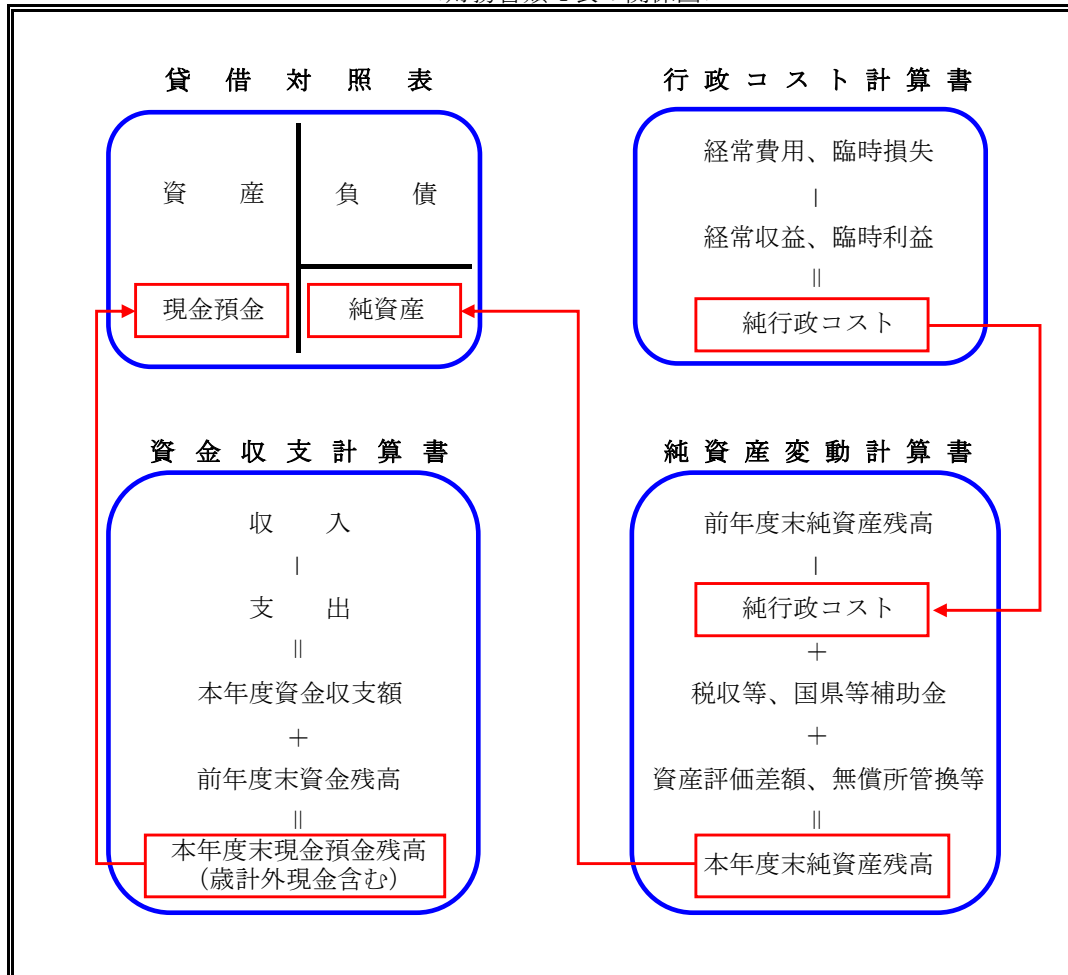 貸借対照表
資産
負債
現金預金
純資産
行政コスト計算書
経常費用、臨時損失
－
経常収益、臨時利益
＝
純行政コスト
資金収支計算書
収入
－
支出
＝
本年度資金収支額
＋
前年度末資金残高
＝
本年度末現金預金残高
(歳計外現金含む)
純資産変動計算書
前年度末純資産残高
－
純行政コスト
＋
税収等、国県等補助金
＋
資産評価差額、無償所管換等
＝
本年度末純資産残高